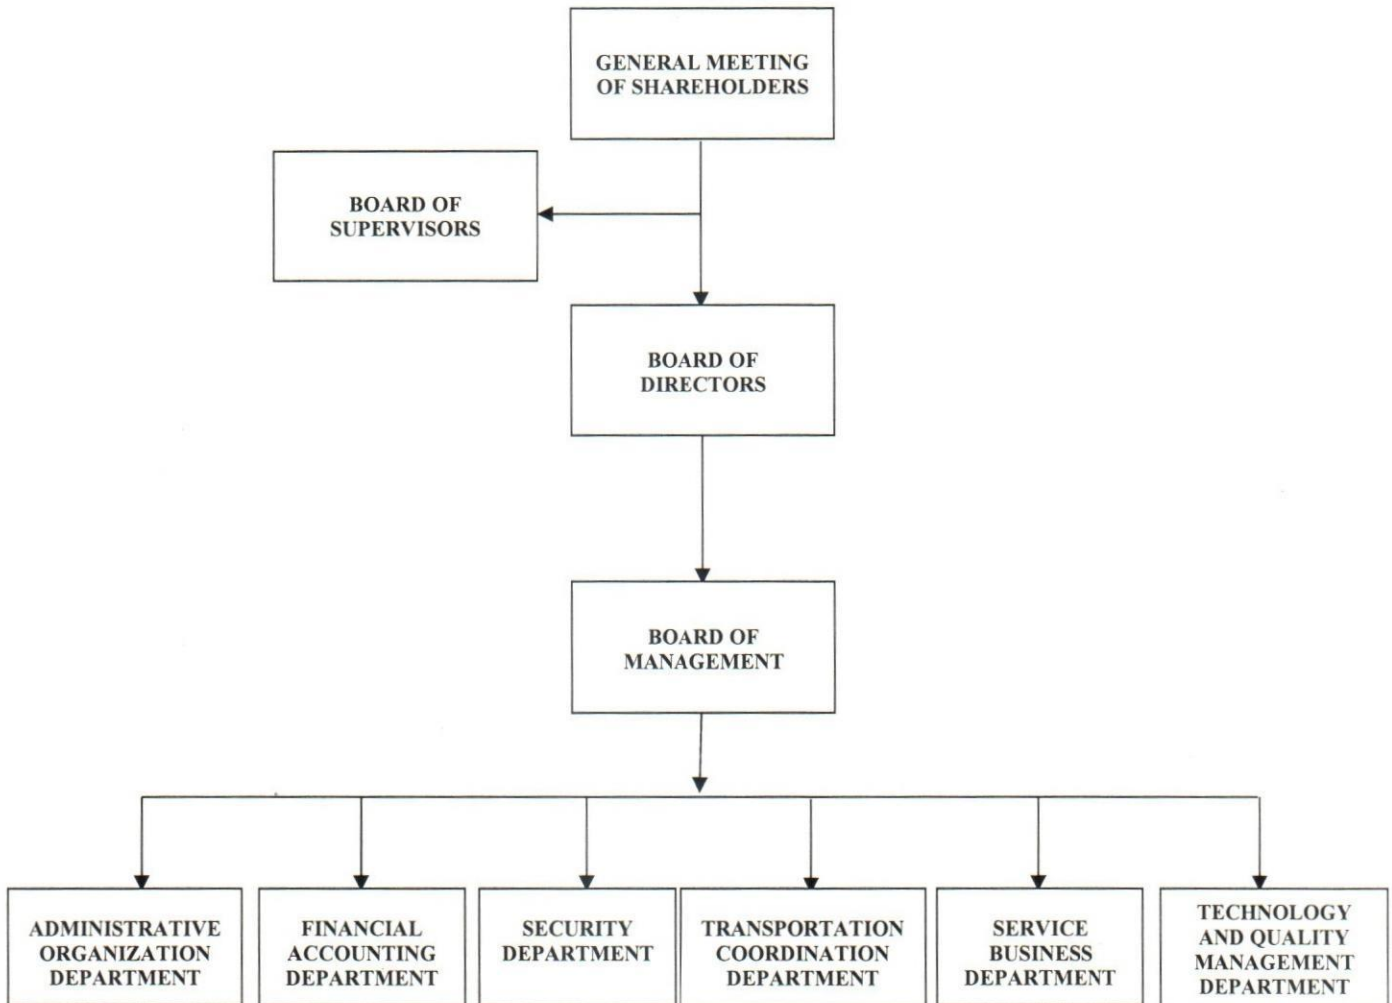 GENERAL MEETING
OF SHAREHOLDERS
BOARD OF
SUPERVISORS
BOARD OF
DIRECTORS
BOARD OF
MANAGEMENT
ADMINISTRATIVE
ORGANIZATION
DEPARTMENT
FINANCIAL
ACCOUNTING
DEPARTMENT
SECURITY
DEPARTMENT
TRANSPORTATION
COORDINATION
DEPARTMENT
SERVICE
BUSINESS
DEPARTMENT
TECHNOLOGY
AND QUALITY
MANAGEMENT
DEPARTMENT